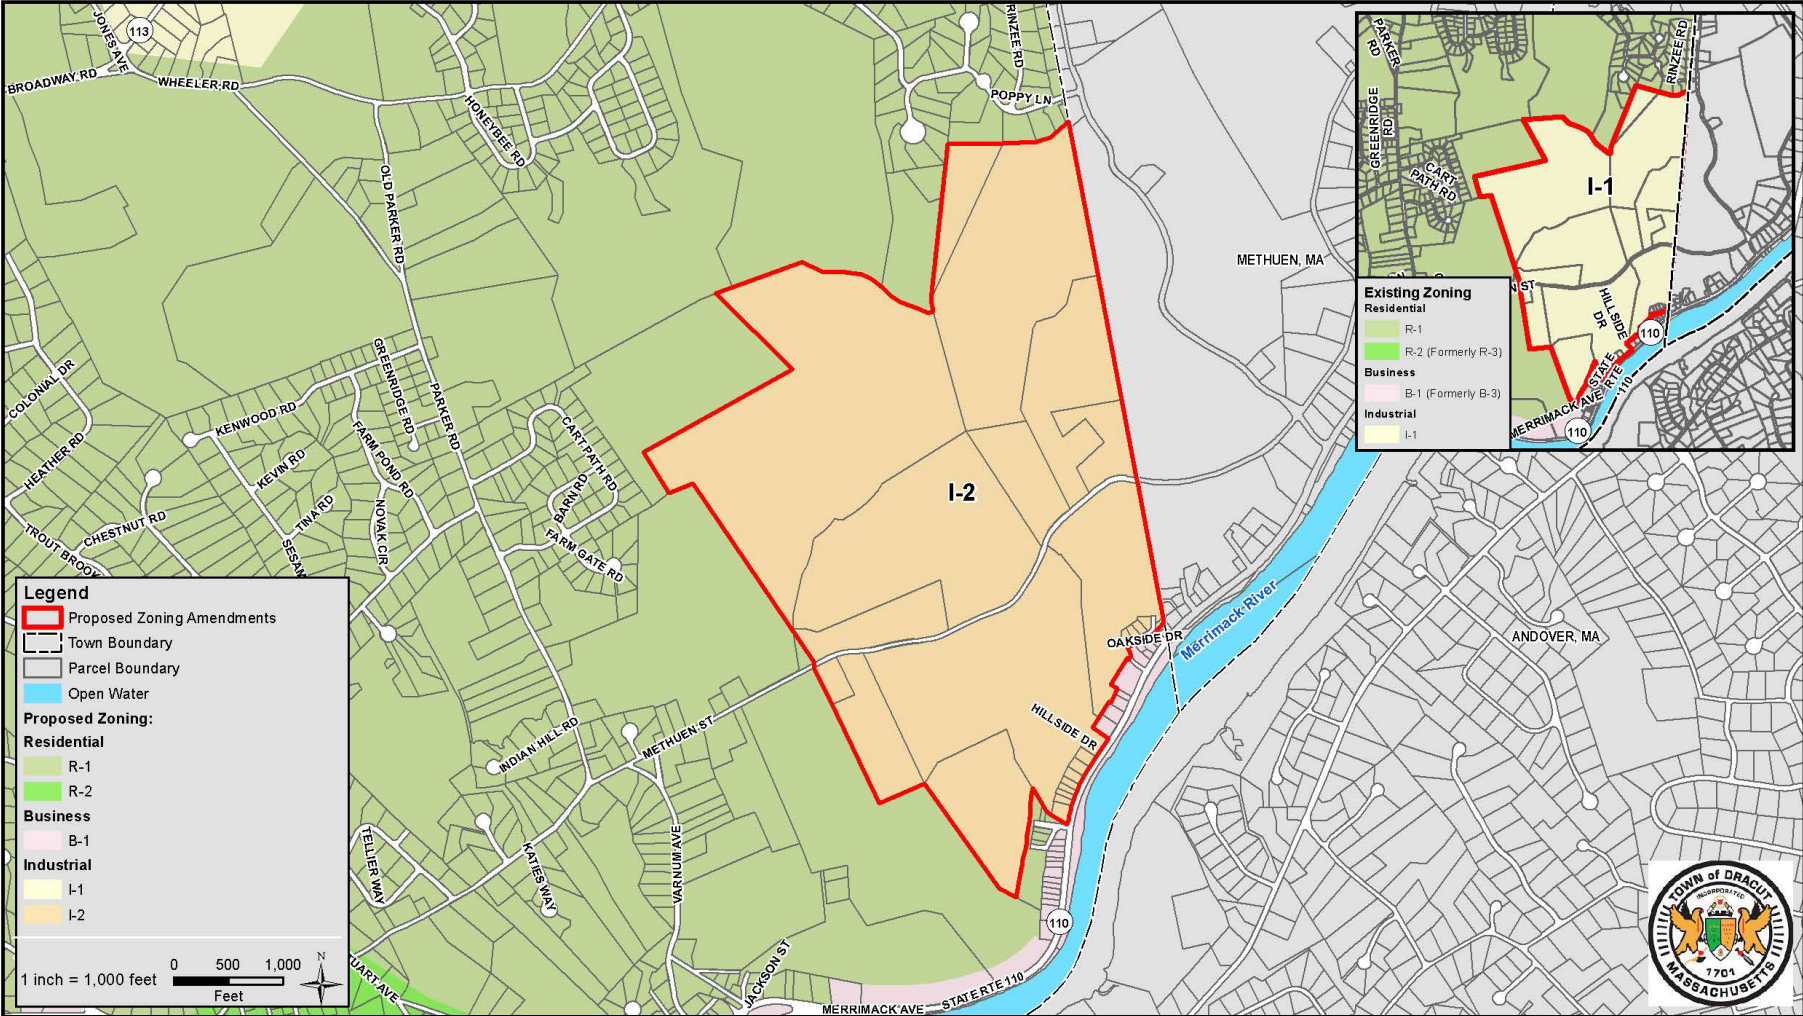 JONES AVE
113
BROADWAY RD
WHEELER RD
HONEYBEE RD
OLD PARKER RD
RINZEE RD
POPPY LN
METHUEN, MA
COLONIAL DR
HEATHER RD
KENWOOD RD
GREENRIDGE RD
PARKER RD
FARM POND RD
KEVIN RD
TINA RD
NOVAK CIR
CHESTNUT RD
TROUT BROOK
SESAM
CART PATH RD
BARN RD
FARM GATE RD
I-2
OAKSIDE DR
Merrimack River
ANDOVER, MA
HILLSIDE DR
INDIAN HILL RD
METHUEN ST
VARNUM AVE
TELLIER WAY
KATIES WAY
JACKSON ST
UART AVE
110
MERRIMACK AVE
STATE RTE 110
Legend
Proposed Zoning Amendments
Town Boundary
Parcel Boundary
Open Water
Proposed Zoning:
Residential
R-1
R-2
Business
B-1
Industrial
I-1
I-2
1 inch = 1,000 feet
0 500 1,000
Feet
N
PARKER
RD
RINZEE RD
GREENRIDGE
RD
CART
PATH RD
I-1
N ST
HILLSIDE
DR
110
STATE
RTE
110
MERRIMACK AVE
110
Existing Zoning
Residential
R-1
R-2 (Formerly R-3)
Business
B-1 (Formerly B-3)
Industrial
I-1
TOWN of DRACUT
INCORPORATED
1701
MASSACHUSETTS